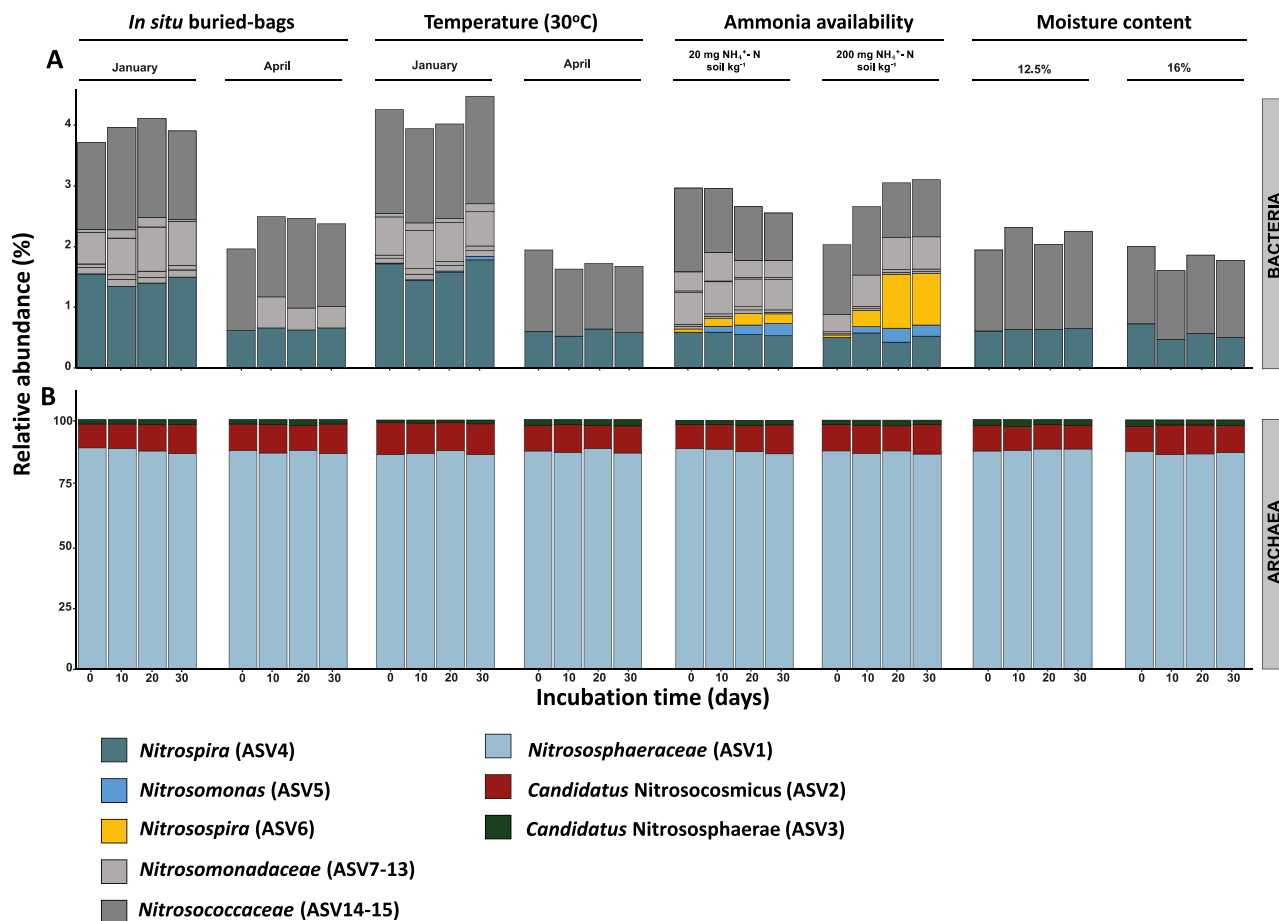 In situ buried-bags Temperature (30ºC) Ammonia availability Moisture content
A
January April January April 20 mg NH₄⁺- N soil kg⁻¹ 200 mg NH₄⁺- N soil kg⁻¹ 12.5% 16%
4
3
2
1
0
BACTERIA
B
100
75
50
25
0
ARCHAEA
Relative abundance (%)
0 10 20 30 0 10 20 30 0 10 20 30 0 10 20 30 0 10 20 30 0 10 20 30 0 10 20 30 0 10 20 30
Incubation time (days)
Nitrospira (ASV4)
Nitrosomonas (ASV5)
Nitrosospira (ASV6)
Nitrosomonadaceae (ASV7-13)
Nitrosococcaceae (ASV14-15)
Nitrososphaeraceae (ASV1)
Candidatus Nitrosocosmicus (ASV2)
Candidatus Nitrososphaerae (ASV3)